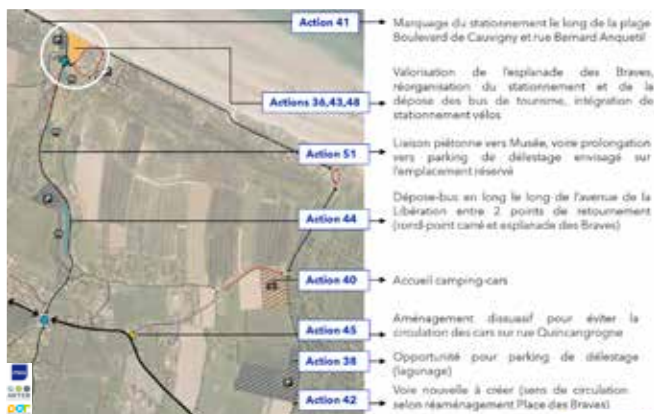 Action 41
Marquage du stationnement le long de la plage
Boulevard de Cauvigny et rue Bernard Anquetil
Actions 36,43,48
Valorisation de l'esplanade des Braves,
réorganisation du stationnement et de la
dépose des bus de tourisme, intégration de
stationnement vélos
Action 51
Liaison piétonne vers Musée, voire prolongation
vers parking de délestage envisagé sur
l'emplacement réservé
Action 44
Dépose-bus en long le long de l'avenue de la
Libération entre 2 points de retournement
(rond-point carré et esplanade des Braves)
Action 40
Accueil camping-cars
Action 45
Aménagement dissuasif pour éviter la
circulation des cars sur rue Quincangrogne
Action 38
Opportunité pour parking de délestage
(lagunage)
Action 42
Voie nouvelle à créer (sens de circulation
selon réaménagement Place des Braves)